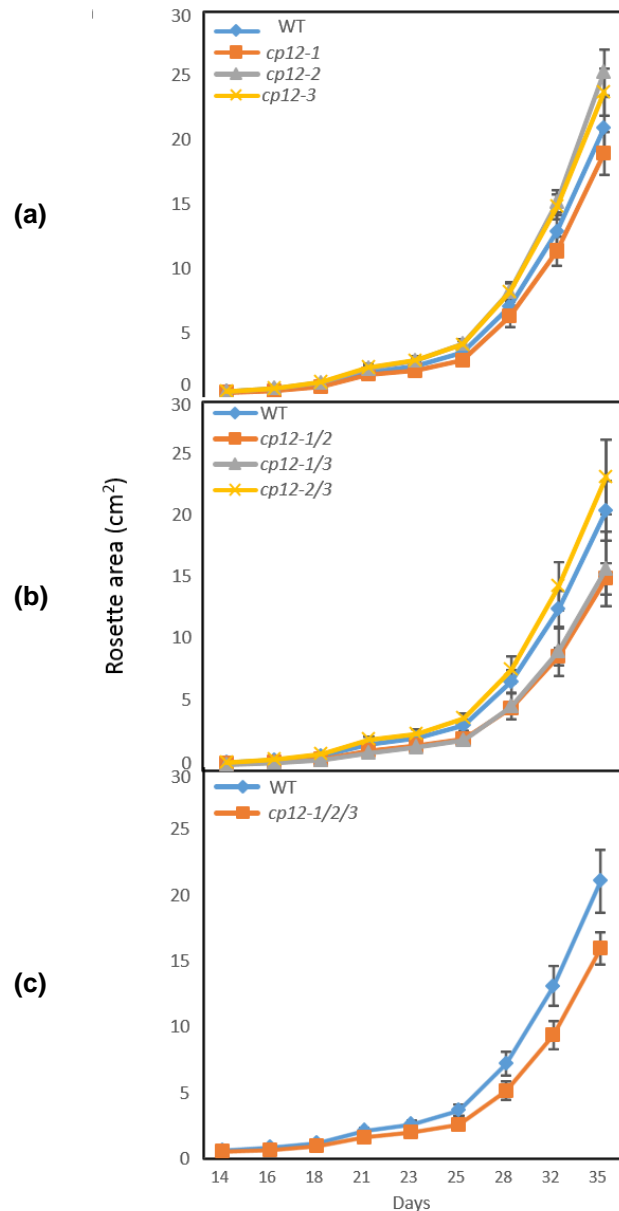 30
WT
cp12-1
25
cp12-2
cp12-3
20
(a)
15
10
5
0
30
WT
cp12-1/2
25
cp12-1/3
cp12-2/3
20
(b)
15
10
5
0
Rosette area (cm²)
30
WT
cp12-1/2/3
25
20
15
(c)
10
5
0
14 16 18 21 23 25 28 32 35
Days